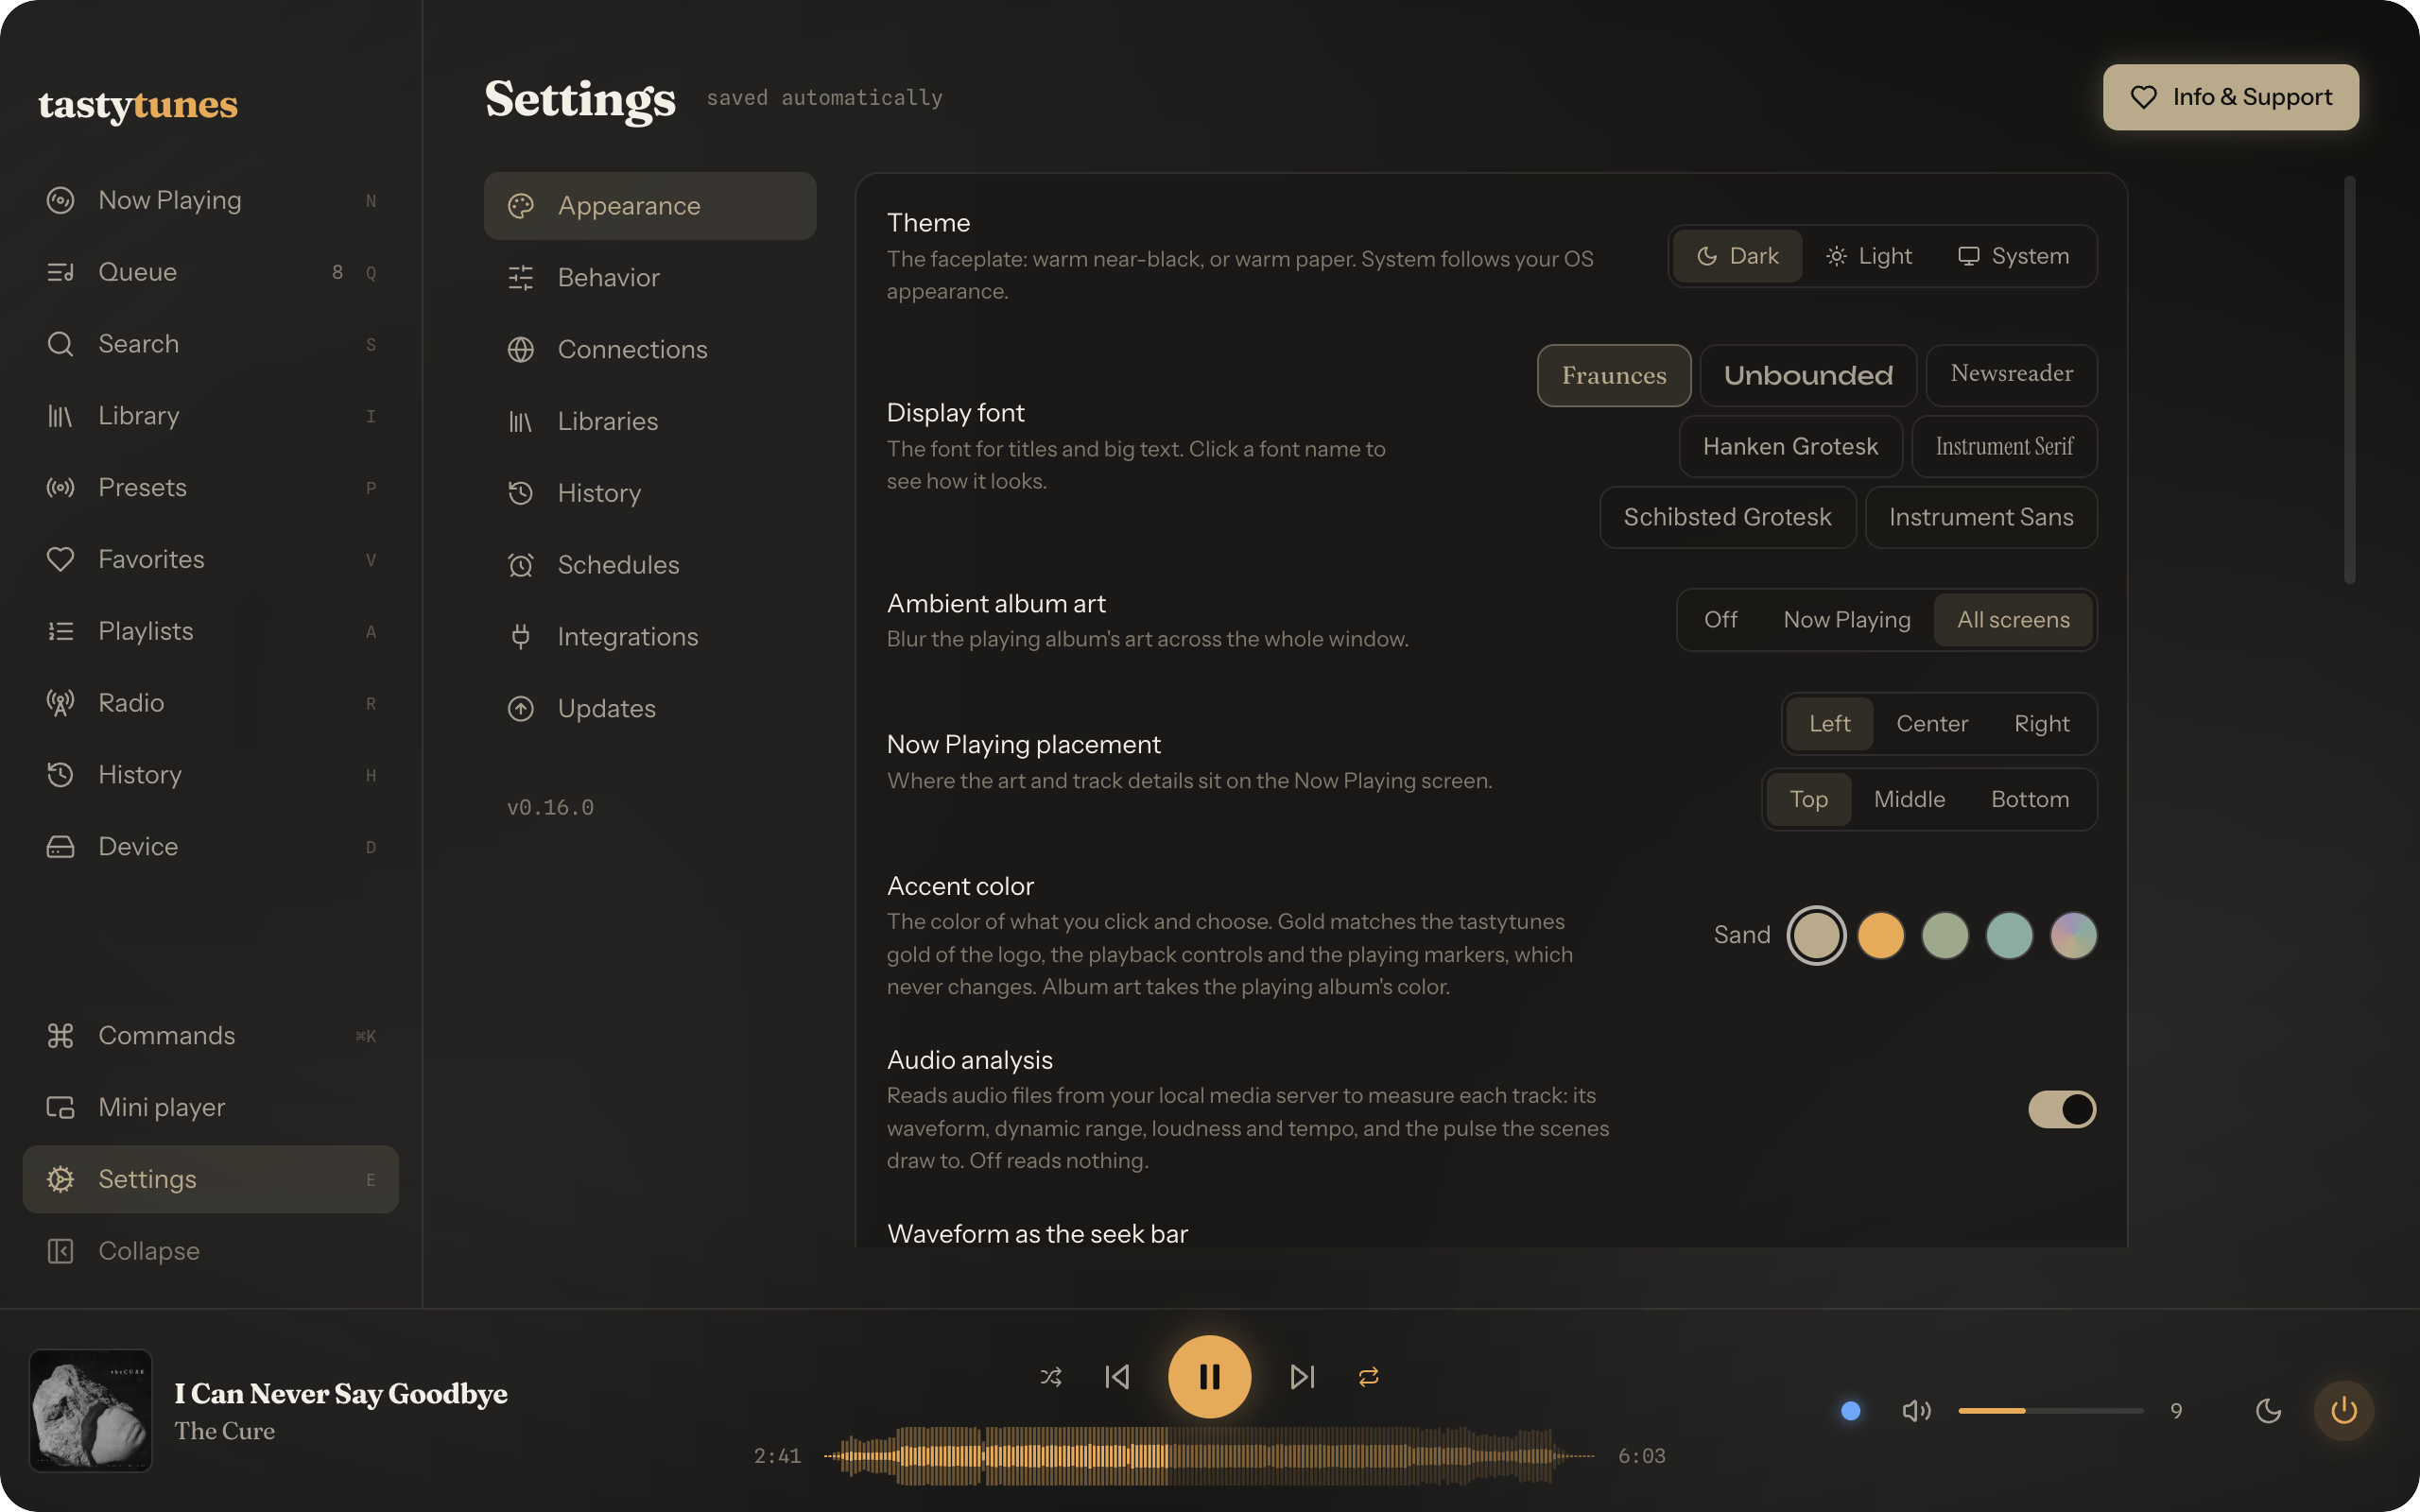 tastytunes
Now Playing N
Queue 8 Q
Search S
Library I
Presets P
Favorites V
Playlists A
Radio R
History H
Device D
Commands ⌘K
Mini player
Settings E
Collapse
Settings saved automatically
Info & Support
Appearance
Behavior
Connections
Libraries
History
Schedules
Integrations
Updates
v0.16.0
Theme
The faceplate: warm near-black, or warm paper. System follows your OS
appearance.
Dark Light System
Display font
The font for titles and big text. Click a font name to
see how it looks.
Fraunces Unbounded Newsreader
Hanken Grotesk Instrument Serif
Schibsted Grotesk Instrument Sans
Ambient album art
Blur the playing album's art across the whole window.
Off Now Playing All screens
Now Playing placement
Where the art and track details sit on the Now Playing screen.
Left Center Right
Top Middle Bottom
Accent color
The color of what you click and choose. Gold matches the tastytunes
gold of the logo, the playback controls and the playing markers, which
never changes. Album art takes the playing album's color.
Sand
Audio analysis
Reads audio files from your local media server to measure each track: its
waveform, dynamic range, loudness and tempo, and the pulse the scenes
draw to. Off reads nothing.
Waveform as the seek bar
theCURE
I Can Never Say Goodbye
The Cure
2:41 6:03
9